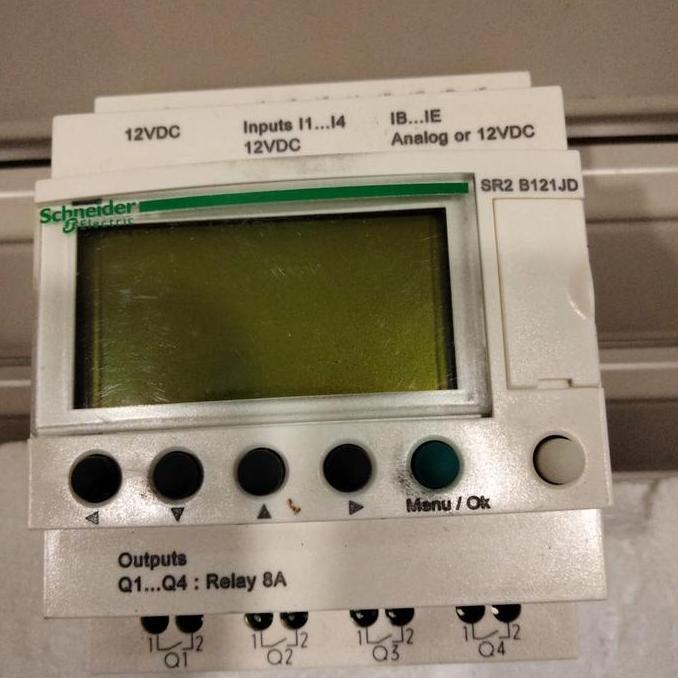 12VDC
Inputs I1...I4
12VDC
IB...IE
Analog or 12VDC
SR2 B121JD
Schneider
Electric
Menu / Ok
Outputs
Q1...Q4 : Relay 8A
1 2 1 2 1 2 1 2
Q1 Q2 Q3 Q4